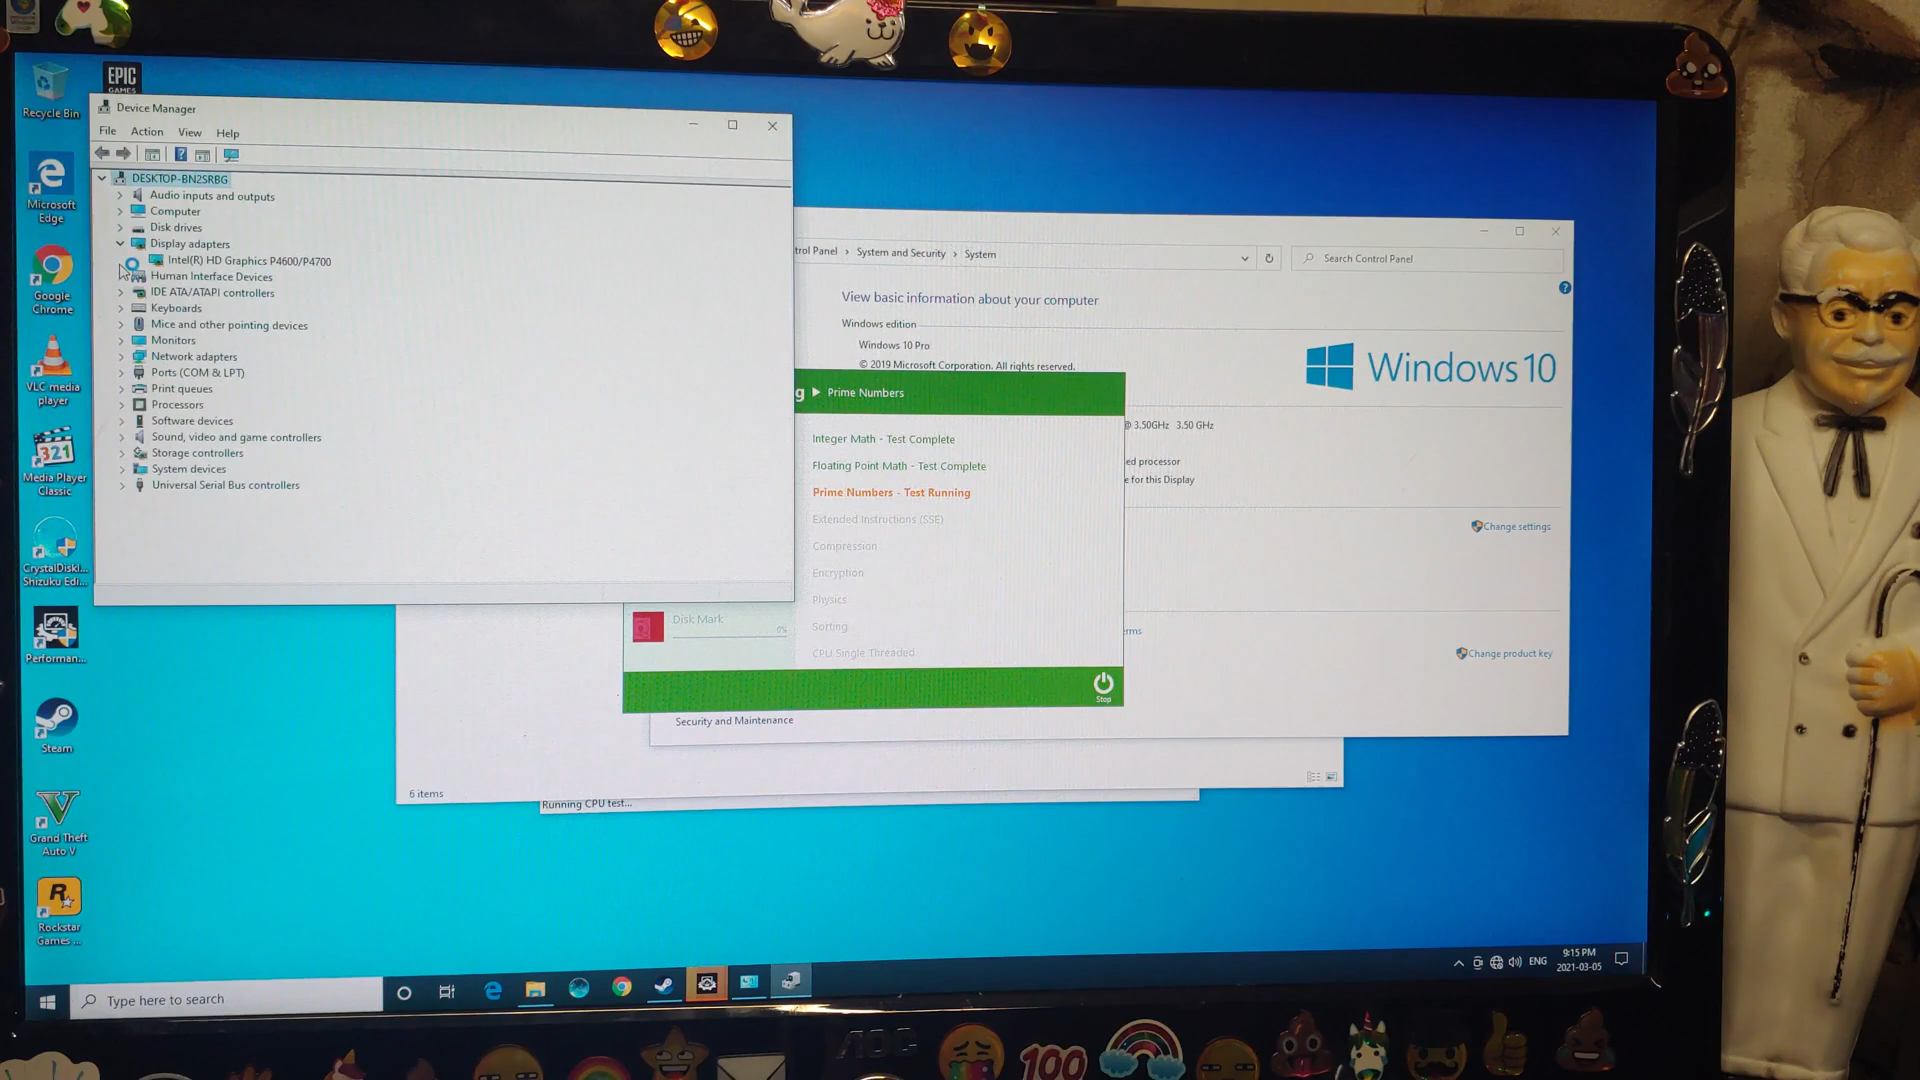 Recycle Bin
EPIC
GAMES
Microsoft
Edge
Google
Chrome
VLC media
player
Media Player
Classic
CrystalDiskI...
Shizuku Edi...
Performan...
Steam
Grand Theft
Auto V
Rockstar
Games ...
Device Manager
File Action View Help
DESKTOP-BN2SRBG
Audio inputs and outputs
Computer
Disk drives
Display adapters
Intel(R) HD Graphics P4600/P4700
Human Interface Devices
IDE ATA/ATAPI controllers
Keyboards
Mice and other pointing devices
Monitors
Network adapters
Ports (COM & LPT)
Print queues
Processors
Software devices
Sound, video and game controllers
Storage controllers
System devices
Universal Serial Bus controllers
trol Panel › System and Security › System
Search Control Panel
View basic information about your computer
Windows edition
Windows 10 Pro
© 2019 Microsoft Corporation. All rights reserved.
Windows 10
@ 3.50GHz 3.50 GHz
ed processor
e for this Display
Change settings
erms
Change product key
Security and Maintenance
g ▶ Prime Numbers
Integer Math - Test Complete
Floating Point Math - Test Complete
Prime Numbers - Test Running
Extended Instructions (SSE)
Compression
Encryption
Physics
Sorting
CPU Single Threaded
Disk Mark
0%
Stop
6 items
Running CPU test...
Type here to search
ENG
9:15 PM
2021-03-05
AOC
100